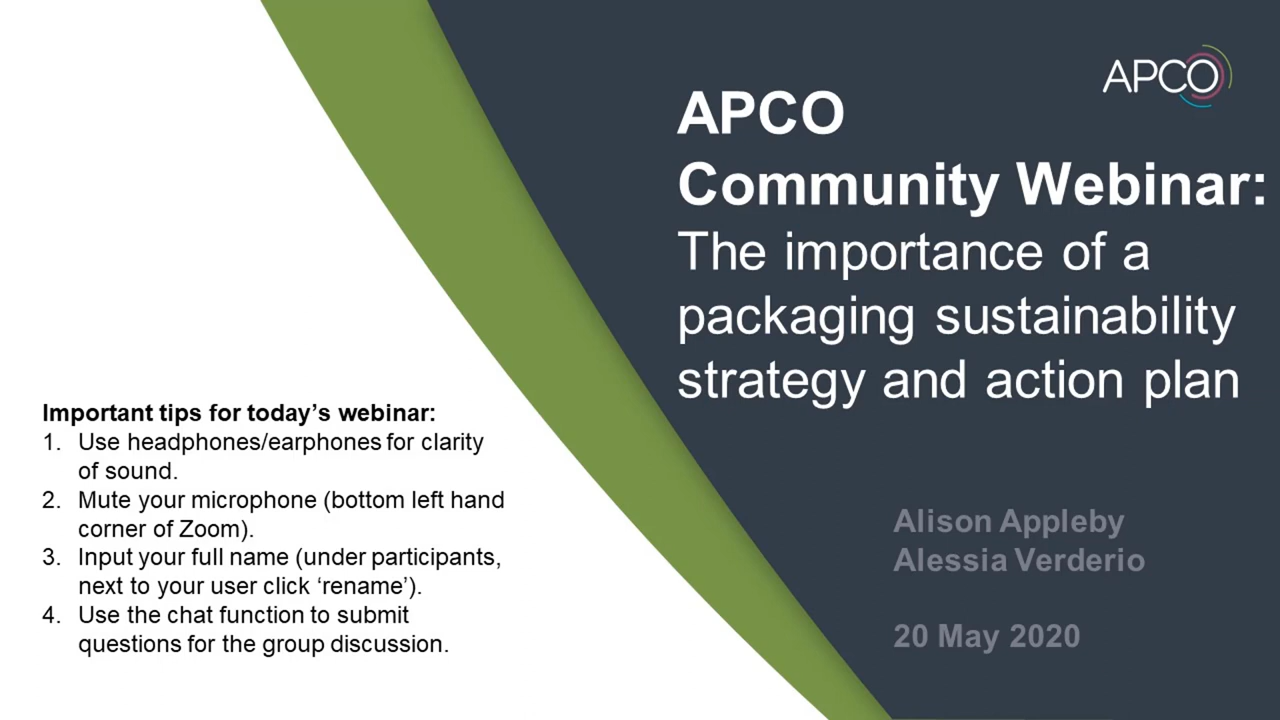 APCO
APCO
Community Webinar:
The importance of a
packaging sustainability
strategy and action plan
Important tips for today’s webinar:
1. Use headphones/earphones for clarity
of sound.
2. Mute your microphone (bottom left hand
corner of Zoom).
3. Input your full name (under participants,
next to your user click ‘rename’).
4. Use the chat function to submit
questions for the group discussion.
Alison Appleby
Alessia Verderio
20 May 2020